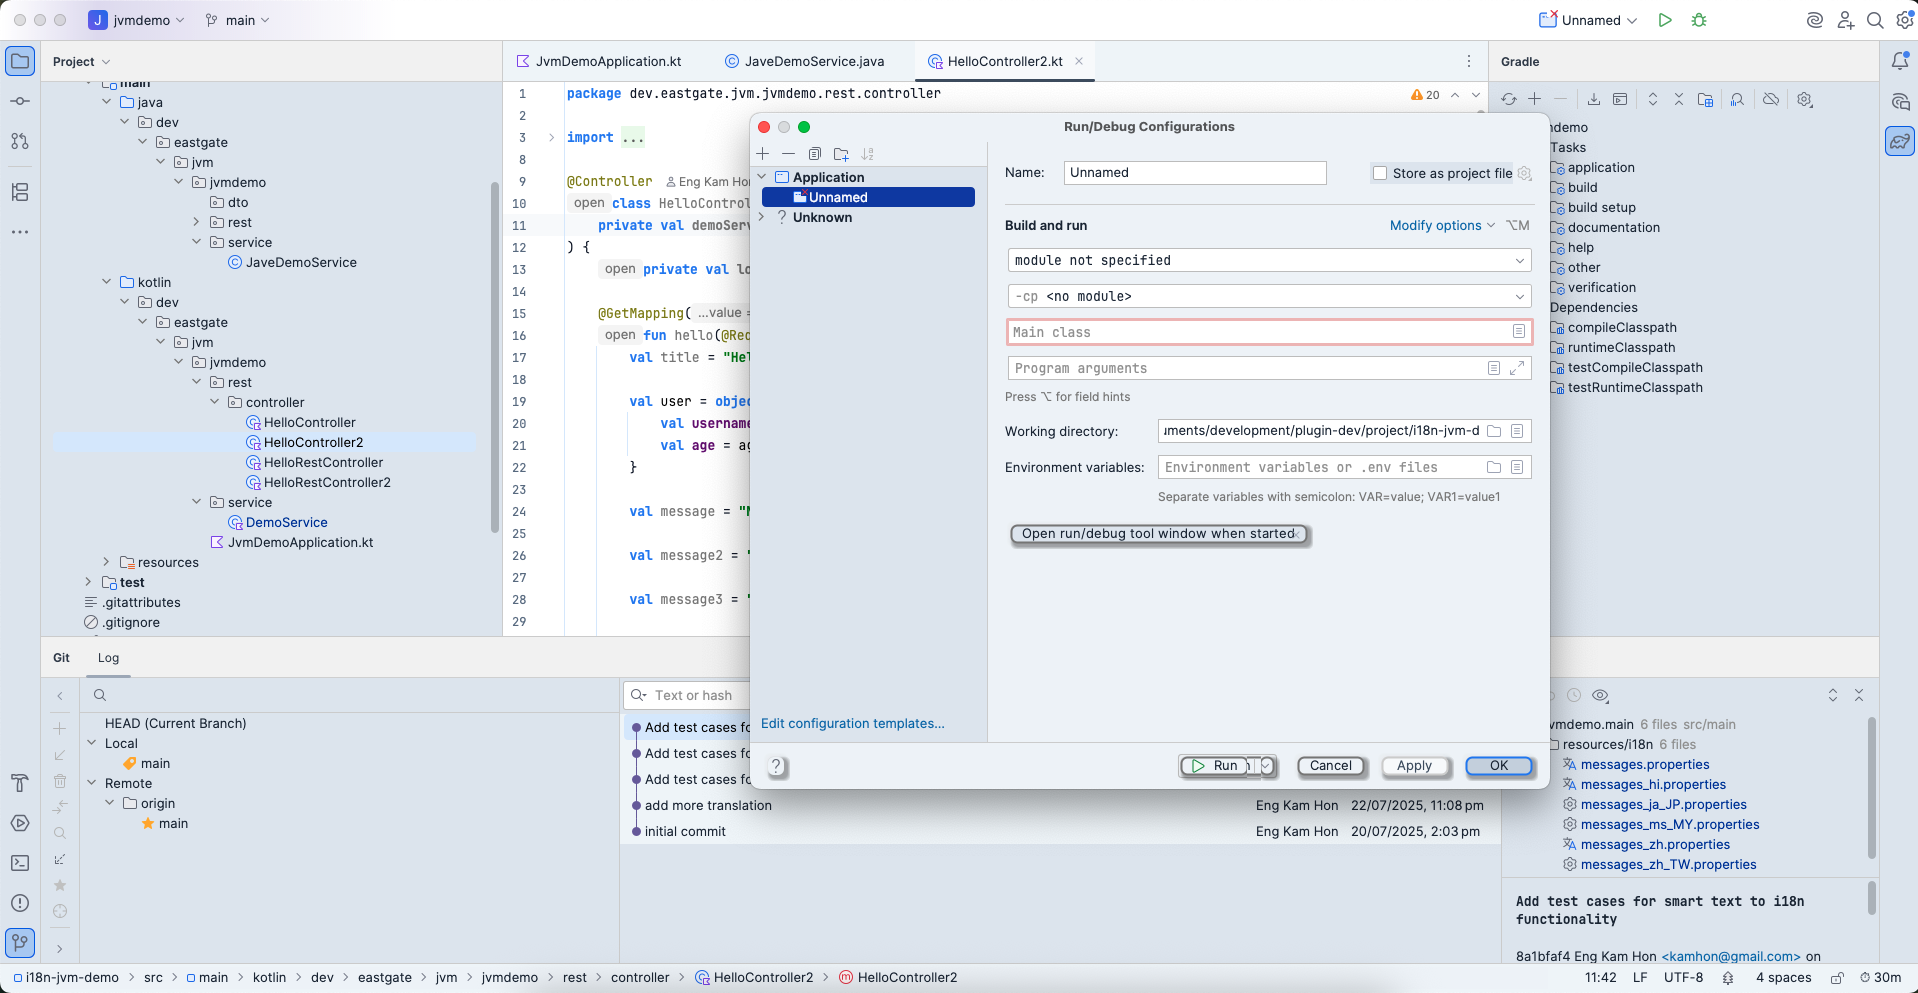 J jvmdemo main Unnamed
Project
main
java
dev
eastgate
jvm
jvmdemo
dto
rest
service
JaveDemoService
kotlin
dev
eastgate
jvm
jvmdemo
rest
controller
HelloController
HelloController2
HelloRestController
HelloRestController2
service
DemoService
JvmDemoApplication.kt
resources
test
.gitattributes
.gitignore
JvmDemoApplication.kt JaveDemoService.java HelloController2.kt
1 package dev.eastgate.jvm.jvmdemo.rest.controller
20
2
3 import ...
8
9 @Controller Eng Kam Hon
10 open class HelloControl
11 private val demoServ
12 ) {
13 open private val lo
14
15 @GetMapping( ...value =
16 open fun hello(@Req
17 val title = "Hel
18
19 val user = objec
20 val username
21 val age = ag
22 }
23
24 val message = "M
25
26 val message2 = "
27
28 val message3 = "
29
Run/Debug Configurations
Application
Unnamed
? Unknown
Edit configuration templates...
Name: Unnamed Store as project file
Build and run Modify options ⌥M
module not specified
-cp <no module>
Main class
Program arguments
Press ⌥ for field hints
Working directory: uments/development/plugin-dev/project/i18n-jvm-d
Environment variables: Environment variables or .env files
Separate variables with semicolon: VAR=value; VAR1=value1
Open run/debug tool window when started
? Run Cancel Apply OK
Gradle
demo
Tasks
application
build
build setup
documentation
help
other
verification
Dependencies
compileClasspath
runtimeClasspath
testCompileClasspath
testRuntimeClasspath
Git Log
HEAD (Current Branch)
Local
main
Remote
origin
main
Text or hash
Add test cases fo
Add test cases fo
Add test cases fo
add more translation Eng Kam Hon 22/07/2025, 11:08 pm
initial commit Eng Kam Hon 20/07/2025, 2:03 pm
vmdemo.main 6 files src/main
resources/i18n 6 files
messages.properties
messages_hi.properties
messages_ja_JP.properties
messages_ms_MY.properties
messages_zh.properties
messages_zh_TW.properties
Add test cases for smart text to i18n
functionality
8a1bfaf4 Eng Kam Hon <kamhon@gmail.com> on
i18n-jvm-demo > src > main > kotlin > dev > eastgate > jvm > jvmdemo > rest > controller > HelloController2 > HelloController2
11:42 LF UTF-8 4 spaces 30m